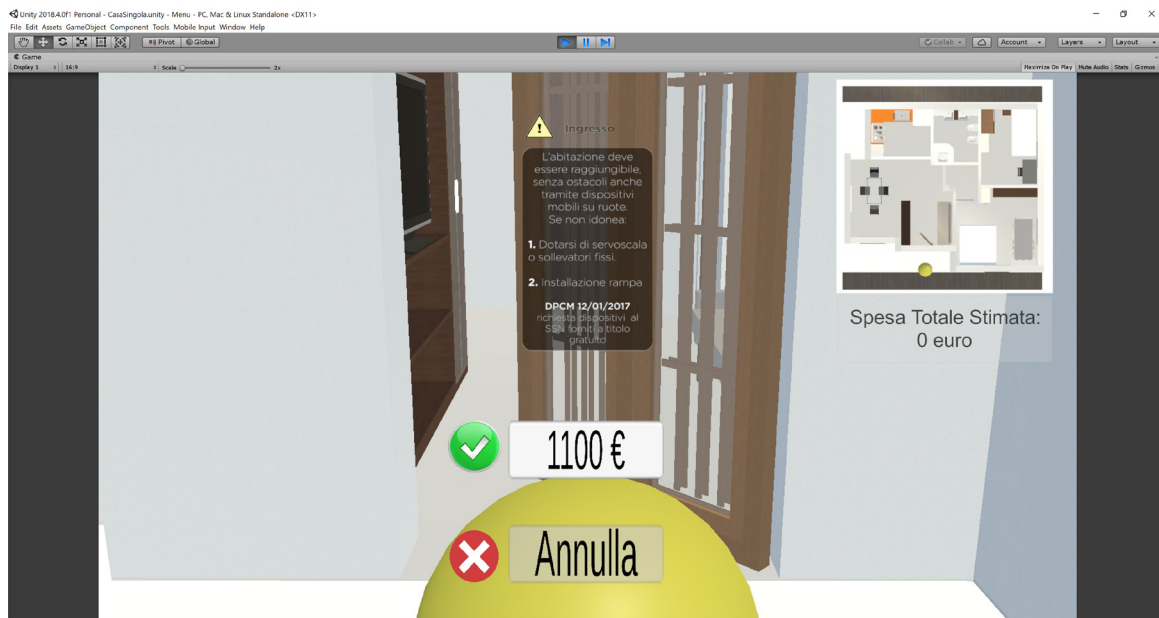 Unity 2018.4.0f1 Personal - CasaSingola.unity - Menu - PC, Mac & Linux Standalone <DX11>
File Edit Assets GameObject Component Tools Mobile Input Window Help
Pivot Global
Collab Account Layers Layout
Game
Display 1 16:9 Scale 2x
Maximize On Play Mute Audio Stats Gizmos
Ingresso
L'abitazione deve
essere raggiungibile,
senza ostacoli anche
tramite dispositivi
mobili su ruote.
Se non idonea:
1. Dotarsi di servoscala
o sollevatori fissi.
2. Installazione rampa
DPCM 12/01/2017
richiesta dispositivi al
SSN forniti a titolo
gratuito
Spesa Totale Stimata:
0 euro
1100 €
Annulla